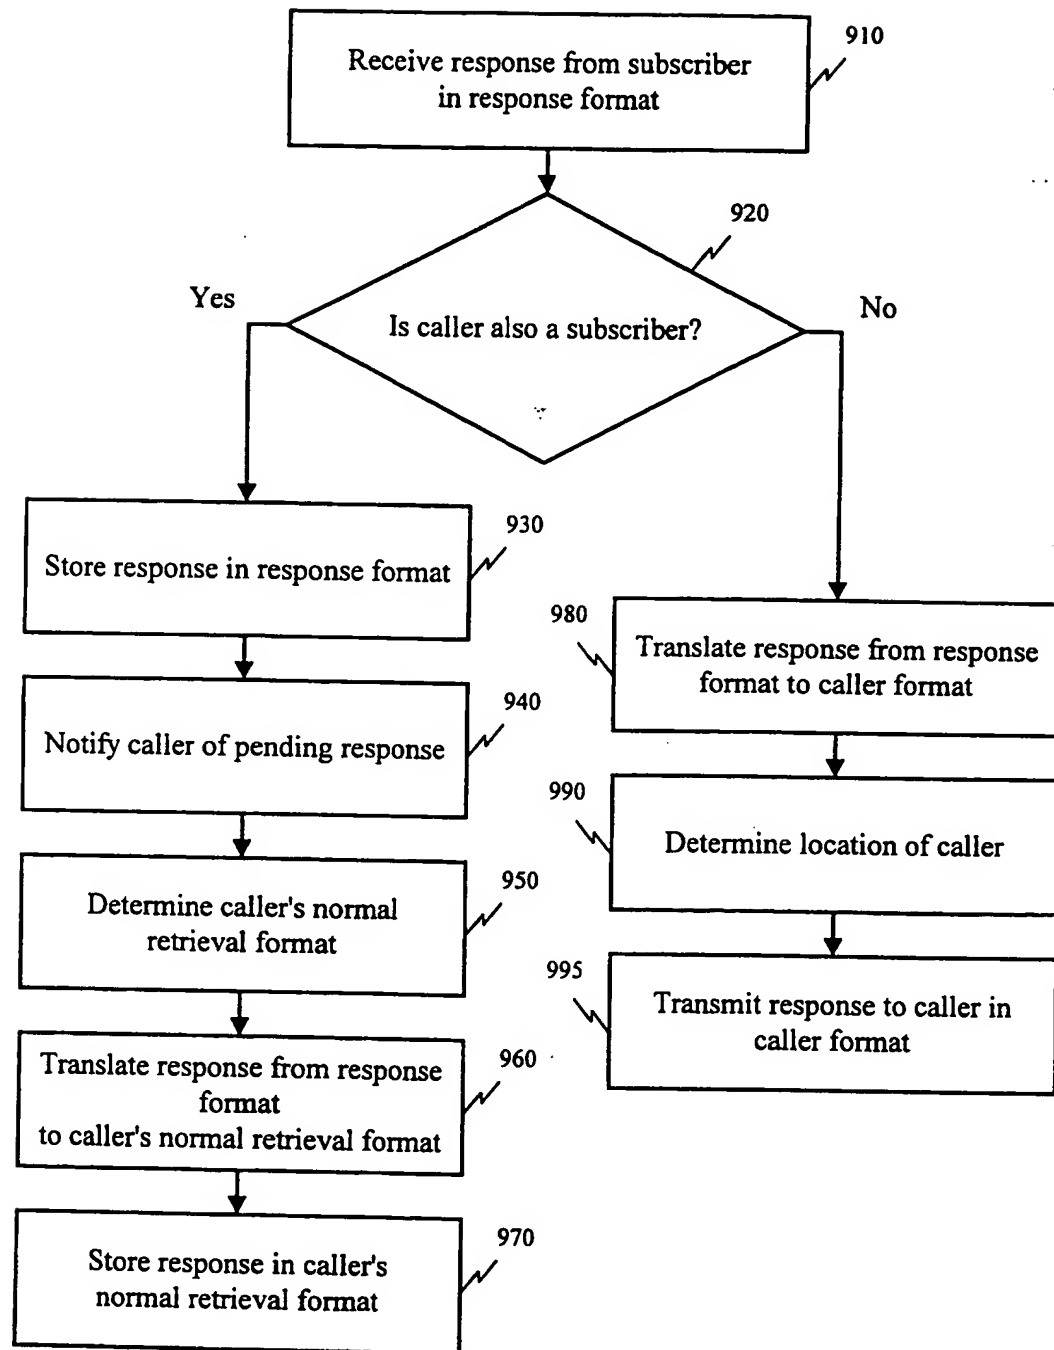 Receive response from subscriber
in response format
910
920
Yes
Is caller also a subscriber?
No
930
Store response in response format
980
Translate response from response
format to caller format
940
Notify caller of pending response
990
Determine location of caller
950
Determine caller's normal
retrieval format
995
Transmit response to caller in
caller format
960
Translate response from response
format
to caller's normal retrieval format
970
Store response in caller's
normal retrieval format